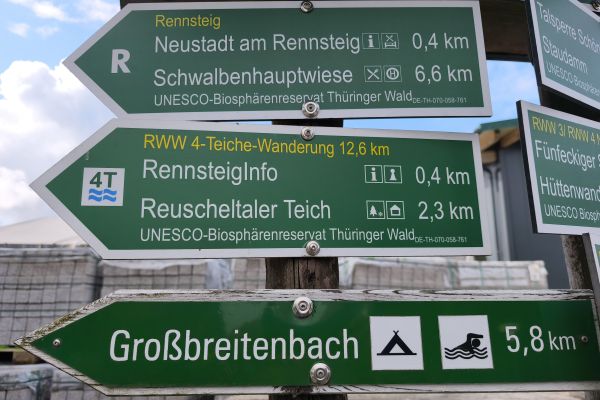 Rennsteig
R
Neustadt am Rennsteig 0,4 km
Schwalbenhauptwiese 6,6 km
UNESCO-Biosphärenreservat Thüringer Wald DE-TH-070-058-761
RWW 4-Teiche-Wanderung 12,6 km
4T
RennsteigInfo 0,4 km
Reuscheltaler Teich 2,3 km
UNESCO-Biosphärenreservat Thüringer Wald DE-TH-070-058-761
Großbreitenbach 5,8 km
Talsperre Schön
Staudamm
UNESCO-Biosphären
RWW 3/ RWW 4 N
Fünfeckiger S
Hüttenwand
UNESCO-Biosph